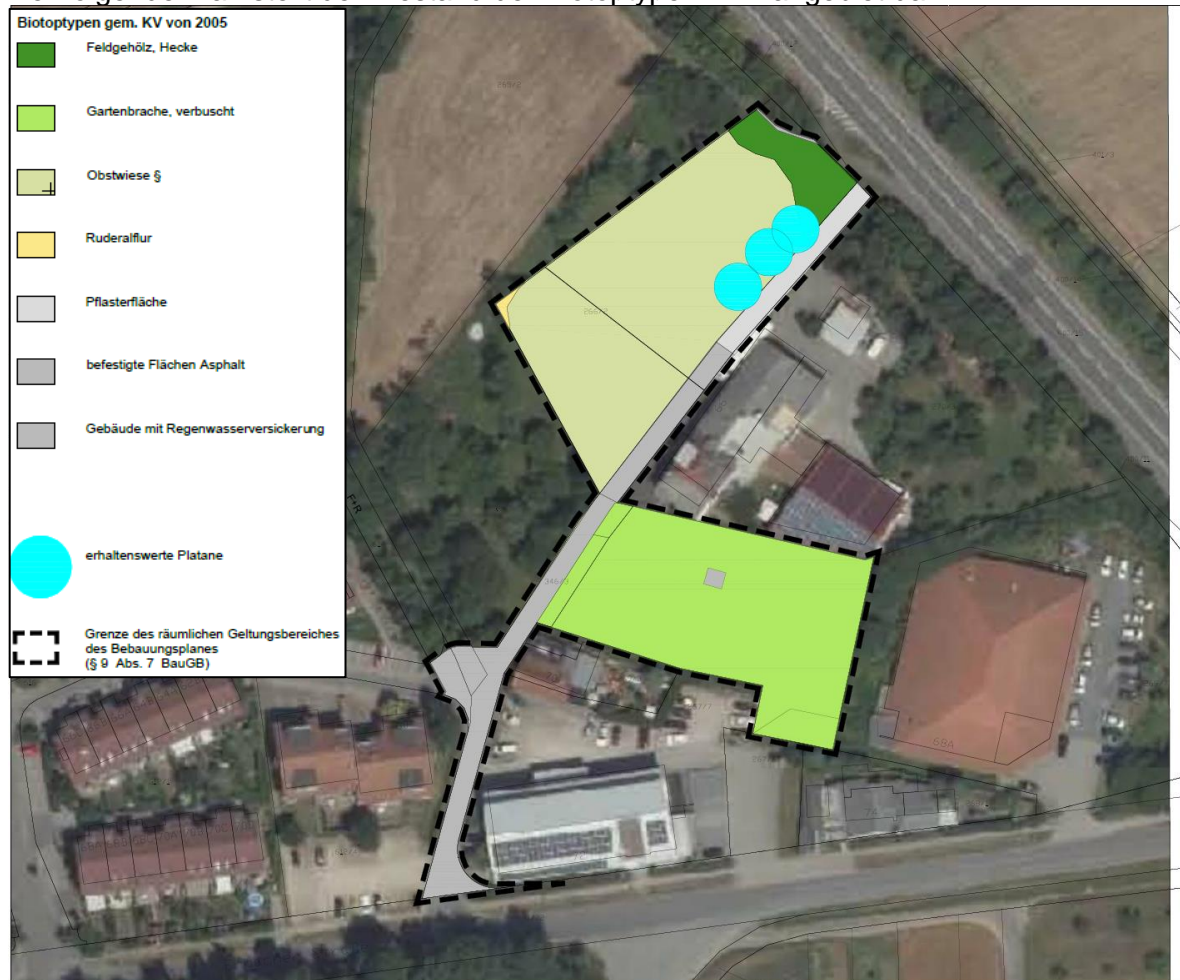 Biotoptypen gem. KV von 2005
Feldgehölz, Hecke
Gartenbrache, verbuscht
Obstwiese §
Ruderalflur
Pflasterfläche
befestigte Flächen Asphalt
Gebäude mit Regenwasserversickerung
erhaltenswerte Platane
Grenze des räumlichen Geltungsbereiches
des Bebauungsplanes
(§ 9 Abs. 7 BauGB)
F+R
68A